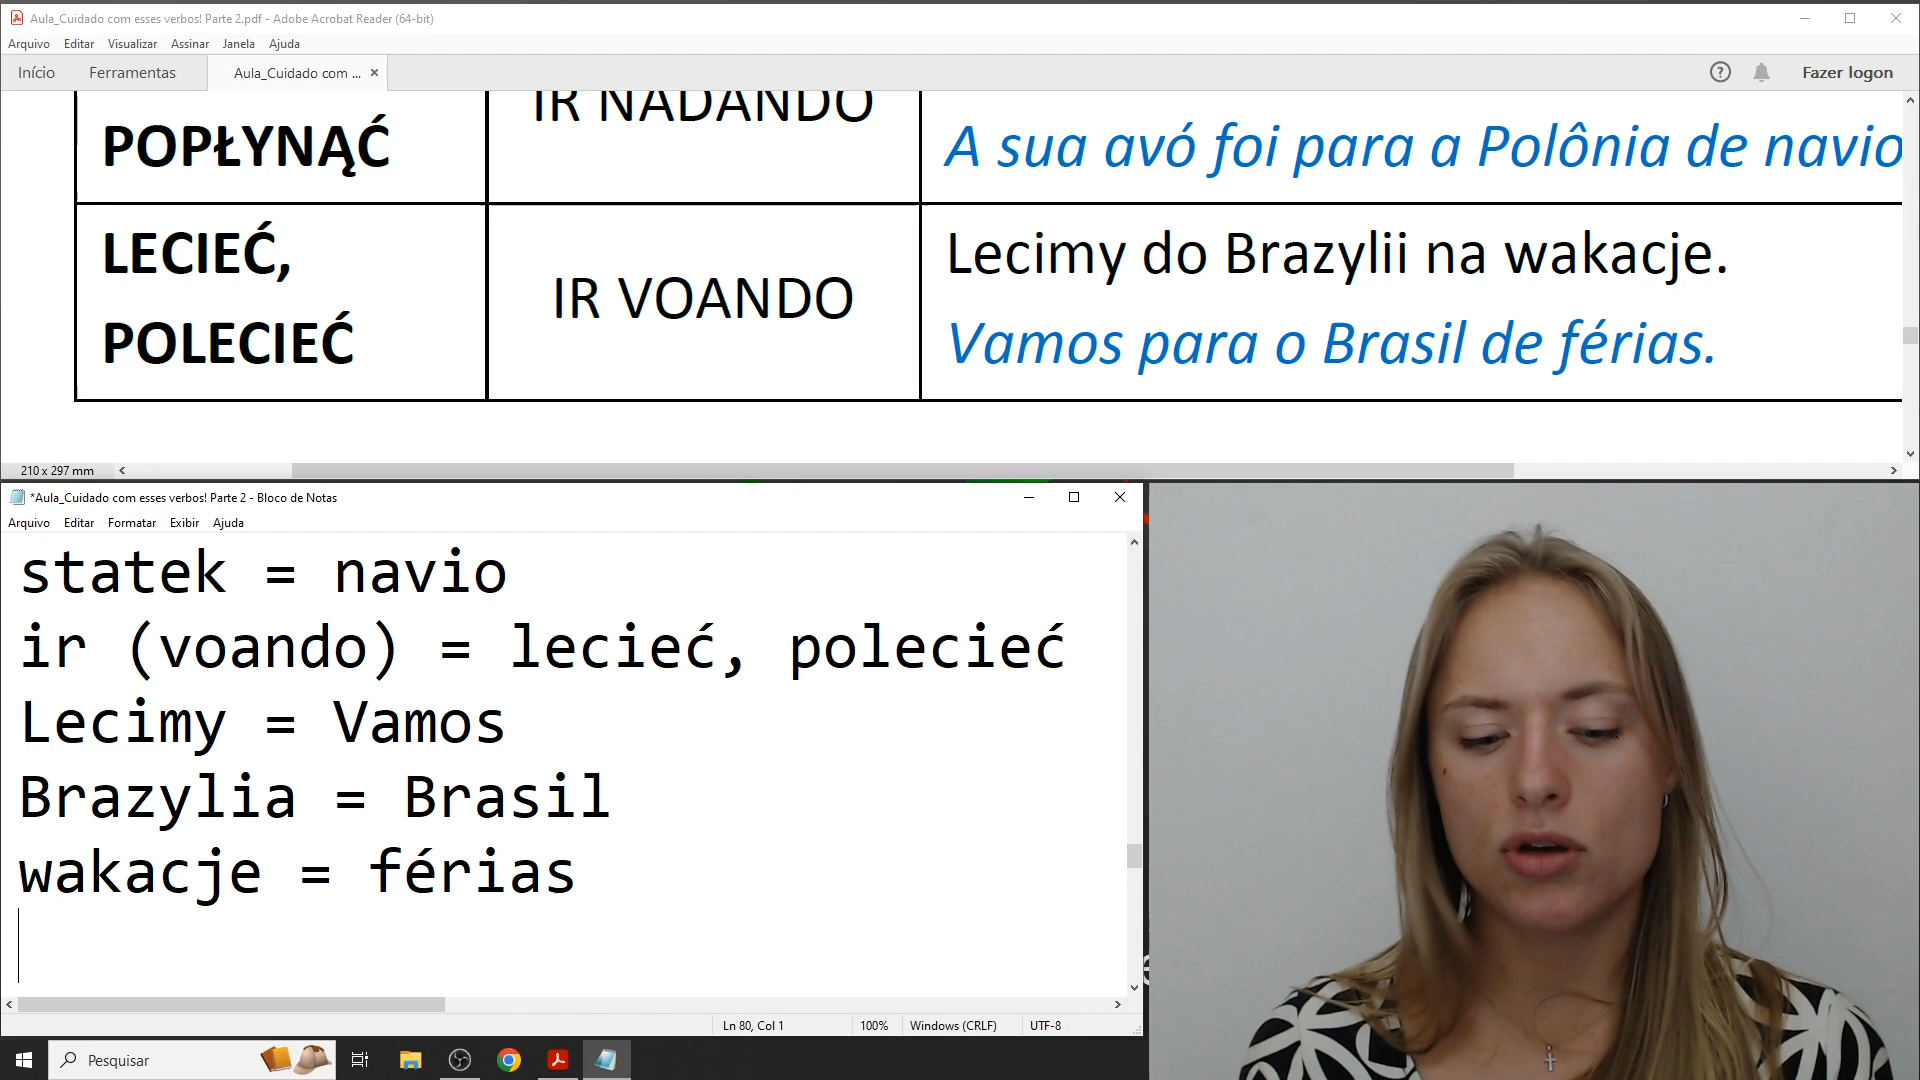 Aula_Cuidado com esses verbos! Parte 2.pdf - Adobe Acrobat Reader (64-bit)
Arquivo Editar Visualizar Assinar Janela Ajuda
Início Ferramentas Aula_Cuidado com ... × Fazer logon
IR NADANDO
POPŁYNĄĆ
A sua avó foi para a Polônia de navio
LECIEĆ,
POLECIEĆ
IR VOANDO
Lecimy do Brazylii na wakacje.
Vamos para o Brasil de férias.
210 x 297 mm
*Aula_Cuidado com esses verbos! Parte 2 - Bloco de Notas
Arquivo Editar Formatar Exibir Ajuda
statek = navio
ir (voando) = lecieć, polecieć
Lecimy = Vamos
Brazylia = Brasil
wakacje = férias
Ln 80, Col 1 100% Windows (CRLF) UTF-8
Pesquisar